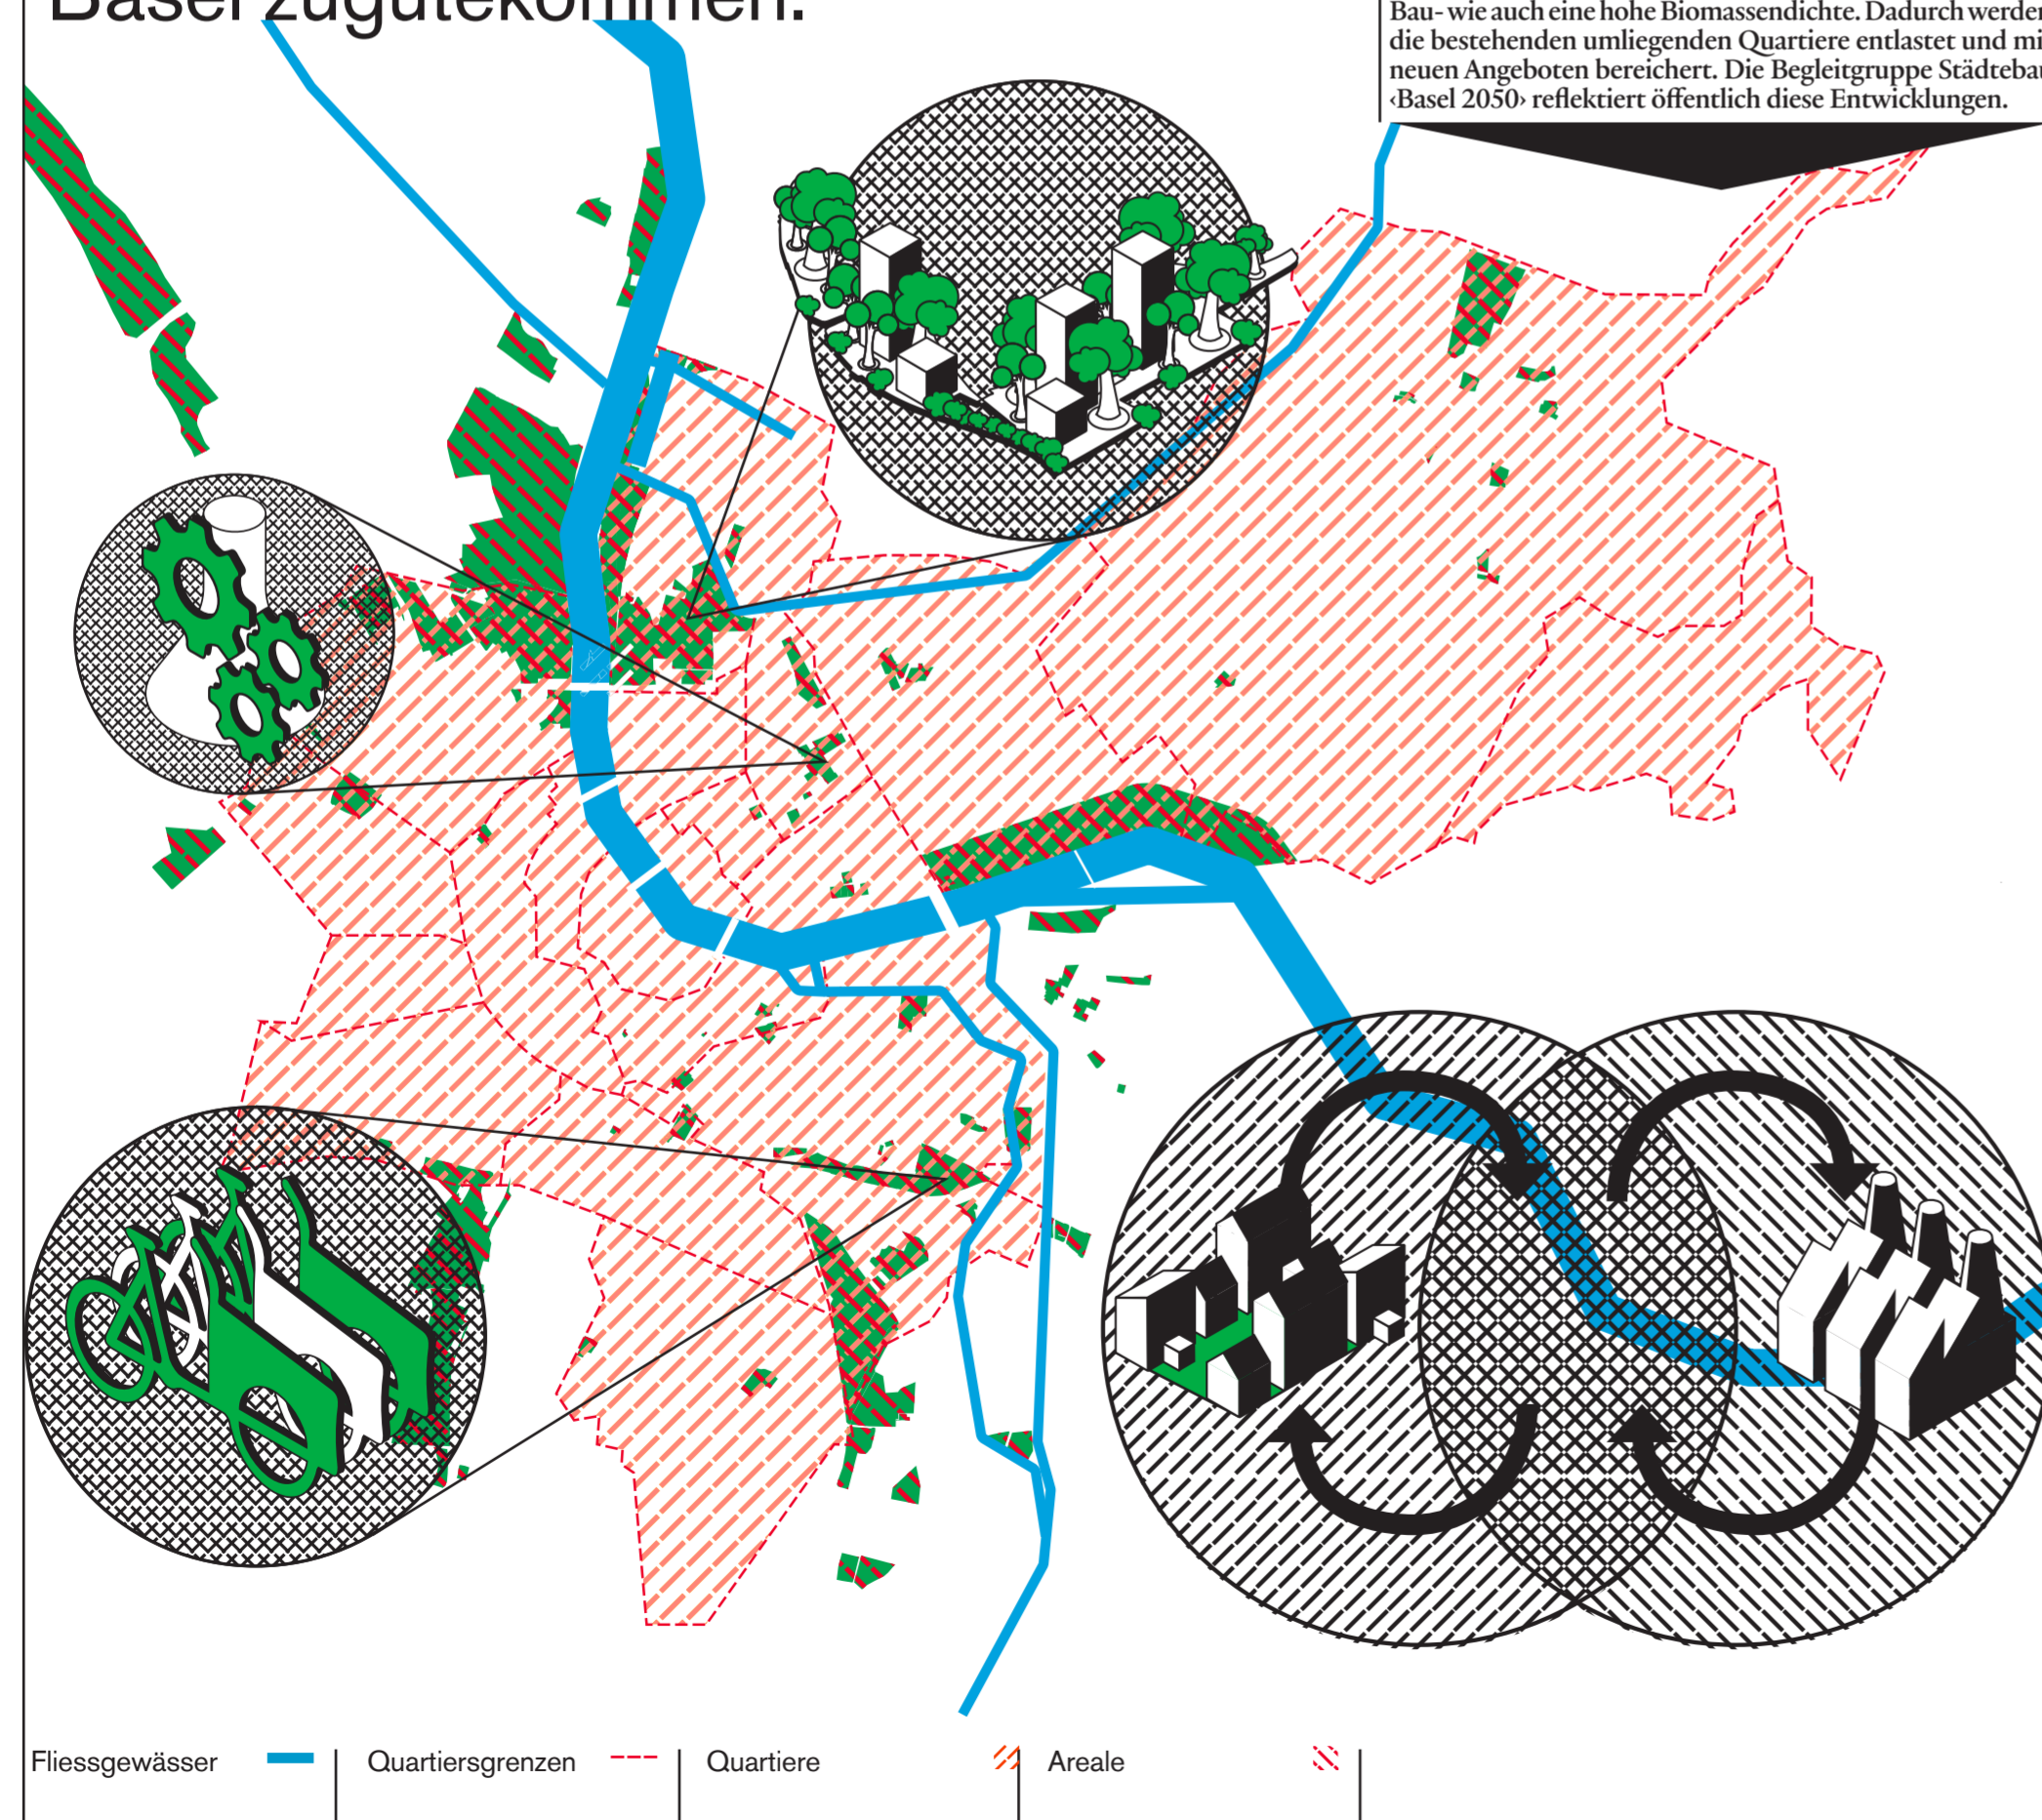 Basel zugutekommen.
Bau- wie auch eine hohe Biomassendichte. Dadurch werden
die bestehenden umliegenden Quartiere entlastet und mit
neuen Angeboten bereichert. Die Begleitgruppe Städtebau
‹Basel 2050› reflektiert öffentlich diese Entwicklungen.
Fliessgewässer
Quartiersgrenzen
Quartiere
Areale